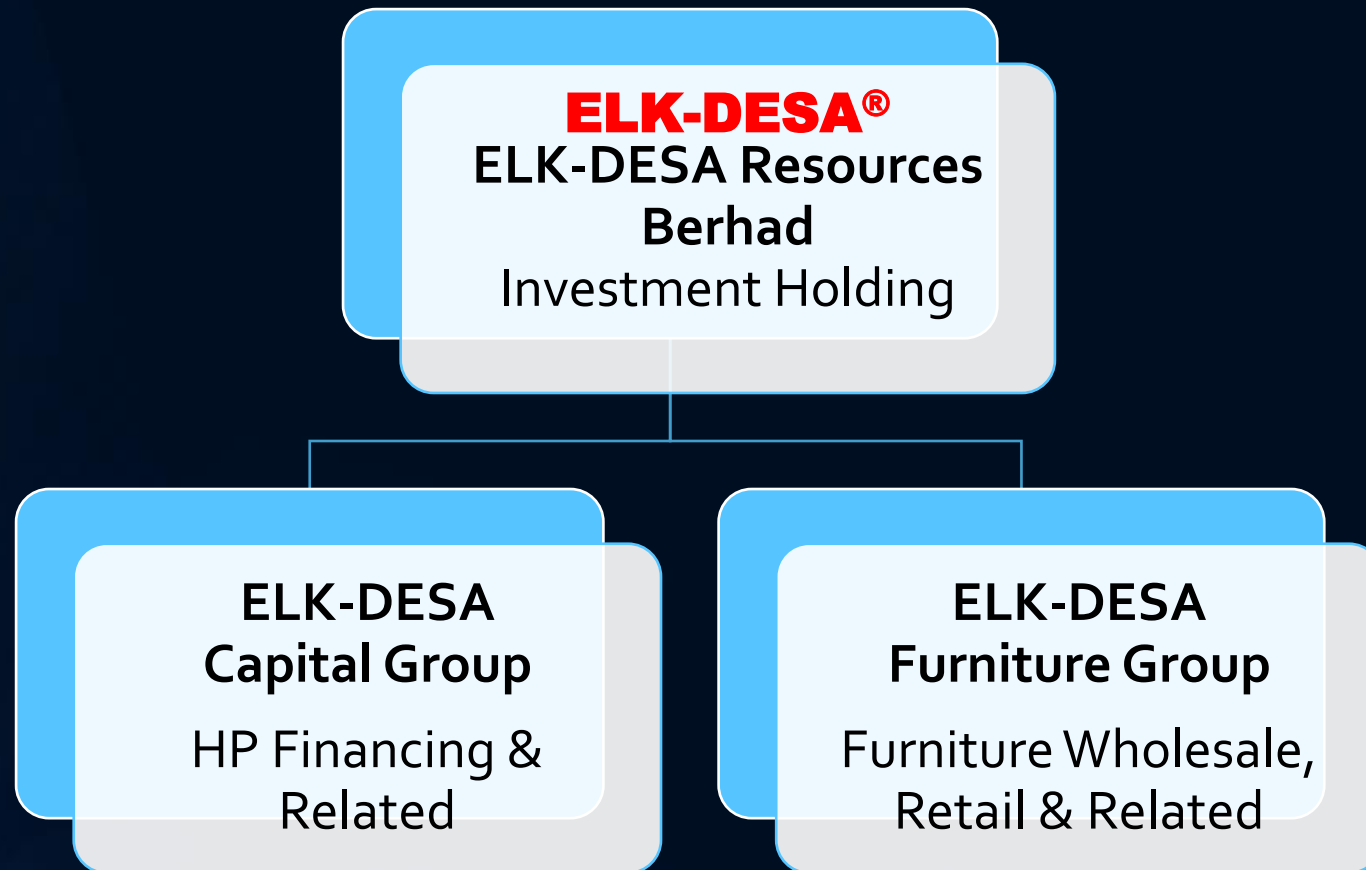 ELK-DESA®
ELK-DESA Resources
Berhad
Investment Holding
ELK-DESA
Capital Group
HP Financing &
Related
ELK-DESA
Furniture Group
Furniture Wholesale,
Retail & Related